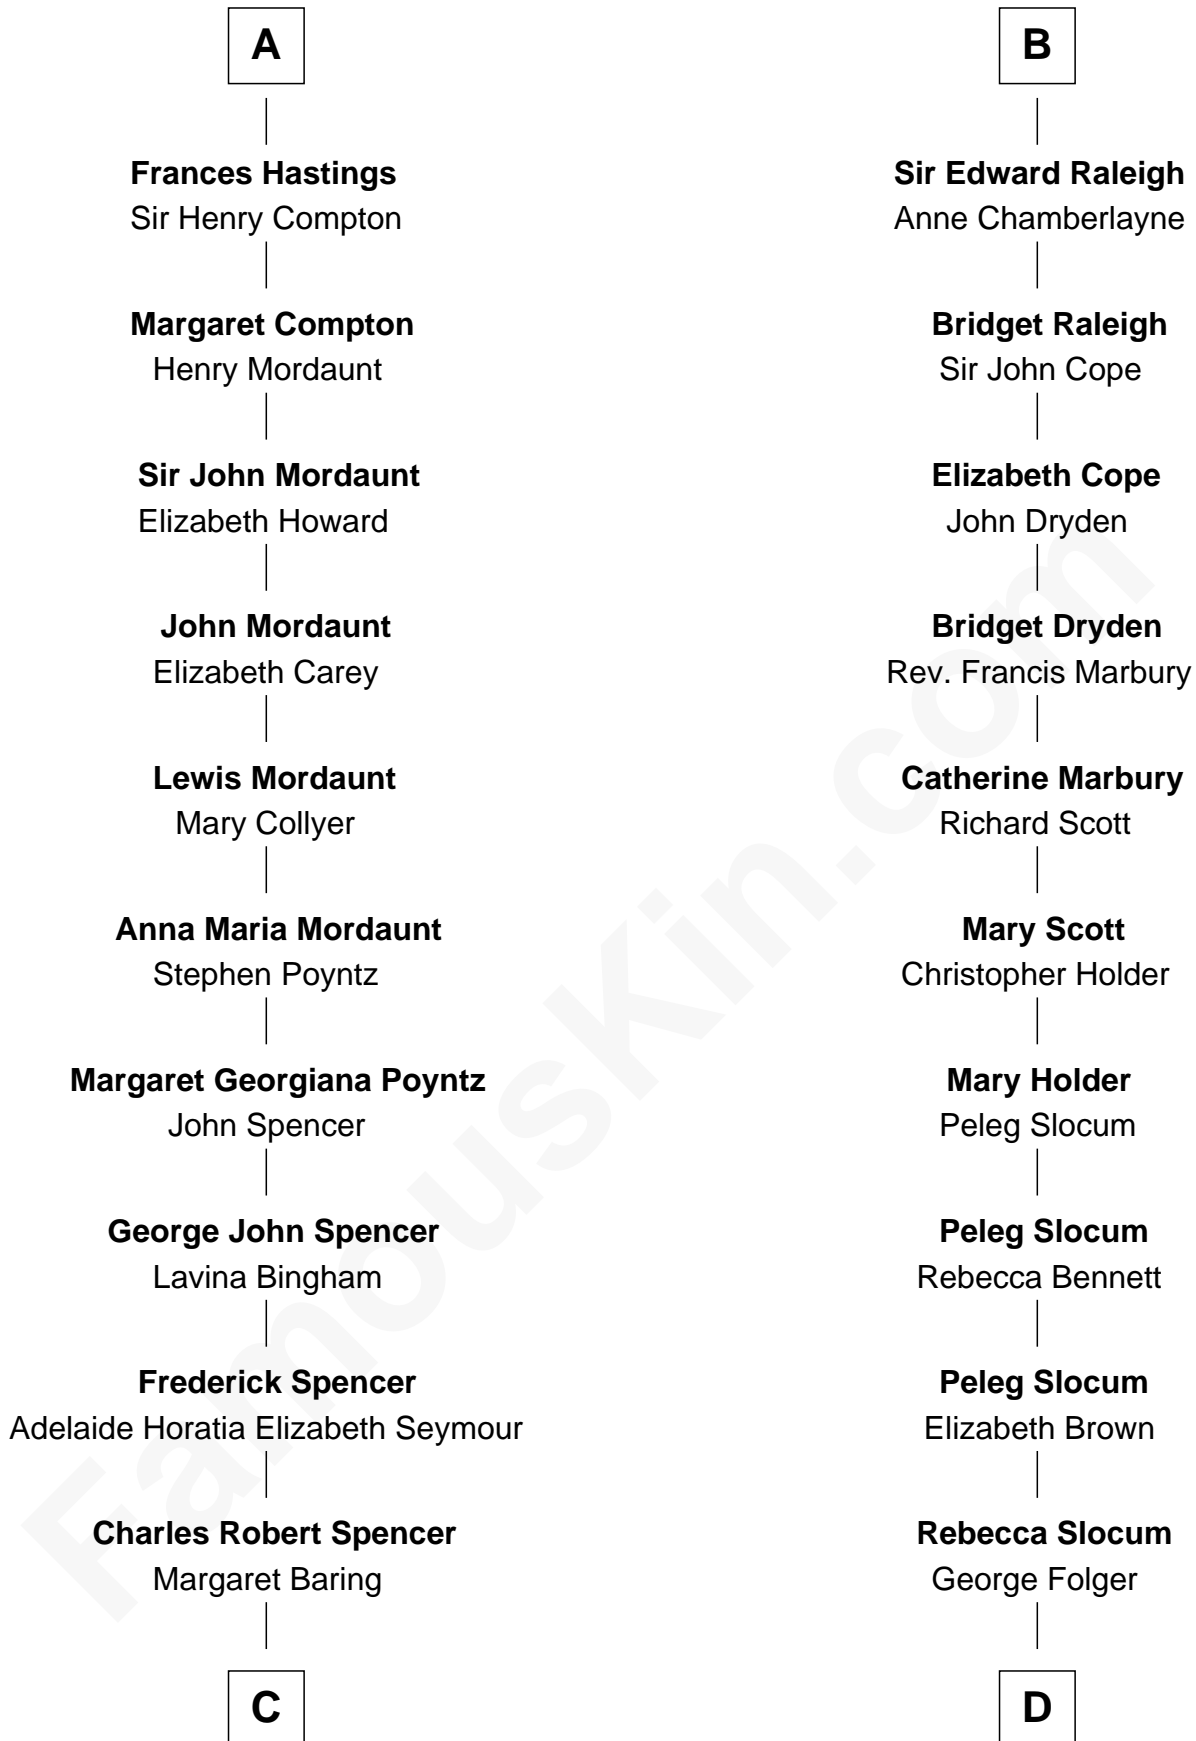 A
Frances Hastings
Sir Henry Compton
Margaret Compton
Henry Mordaunt
Sir John Mordaunt
Elizabeth Howard
John Mordaunt
Elizabeth Carey
Lewis Mordaunt
Mary Collyer
Anna Maria Mordaunt
Stephen Poyntz
Margaret Georgiana Poyntz
John Spencer
George John Spencer
Lavina Bingham
Frederick Spencer
Adelaide Horatia Elizabeth Seymour
Charles Robert Spencer
Margaret Baring
C
B
Sir Edward Raleigh
Anne Chamberlayne
Bridget Raleigh
Sir John Cope
Elizabeth Cope
John Dryden
Bridget Dryden
Rev. Francis Marbury
Catherine Marbury
Richard Scott
Mary Scott
Christopher Holder
Mary Holder
Peleg Slocum
Peleg Slocum
Rebecca Bennett
Peleg Slocum
Elizabeth Brown
Rebecca Slocum
George Folger
D
FamousKin.com